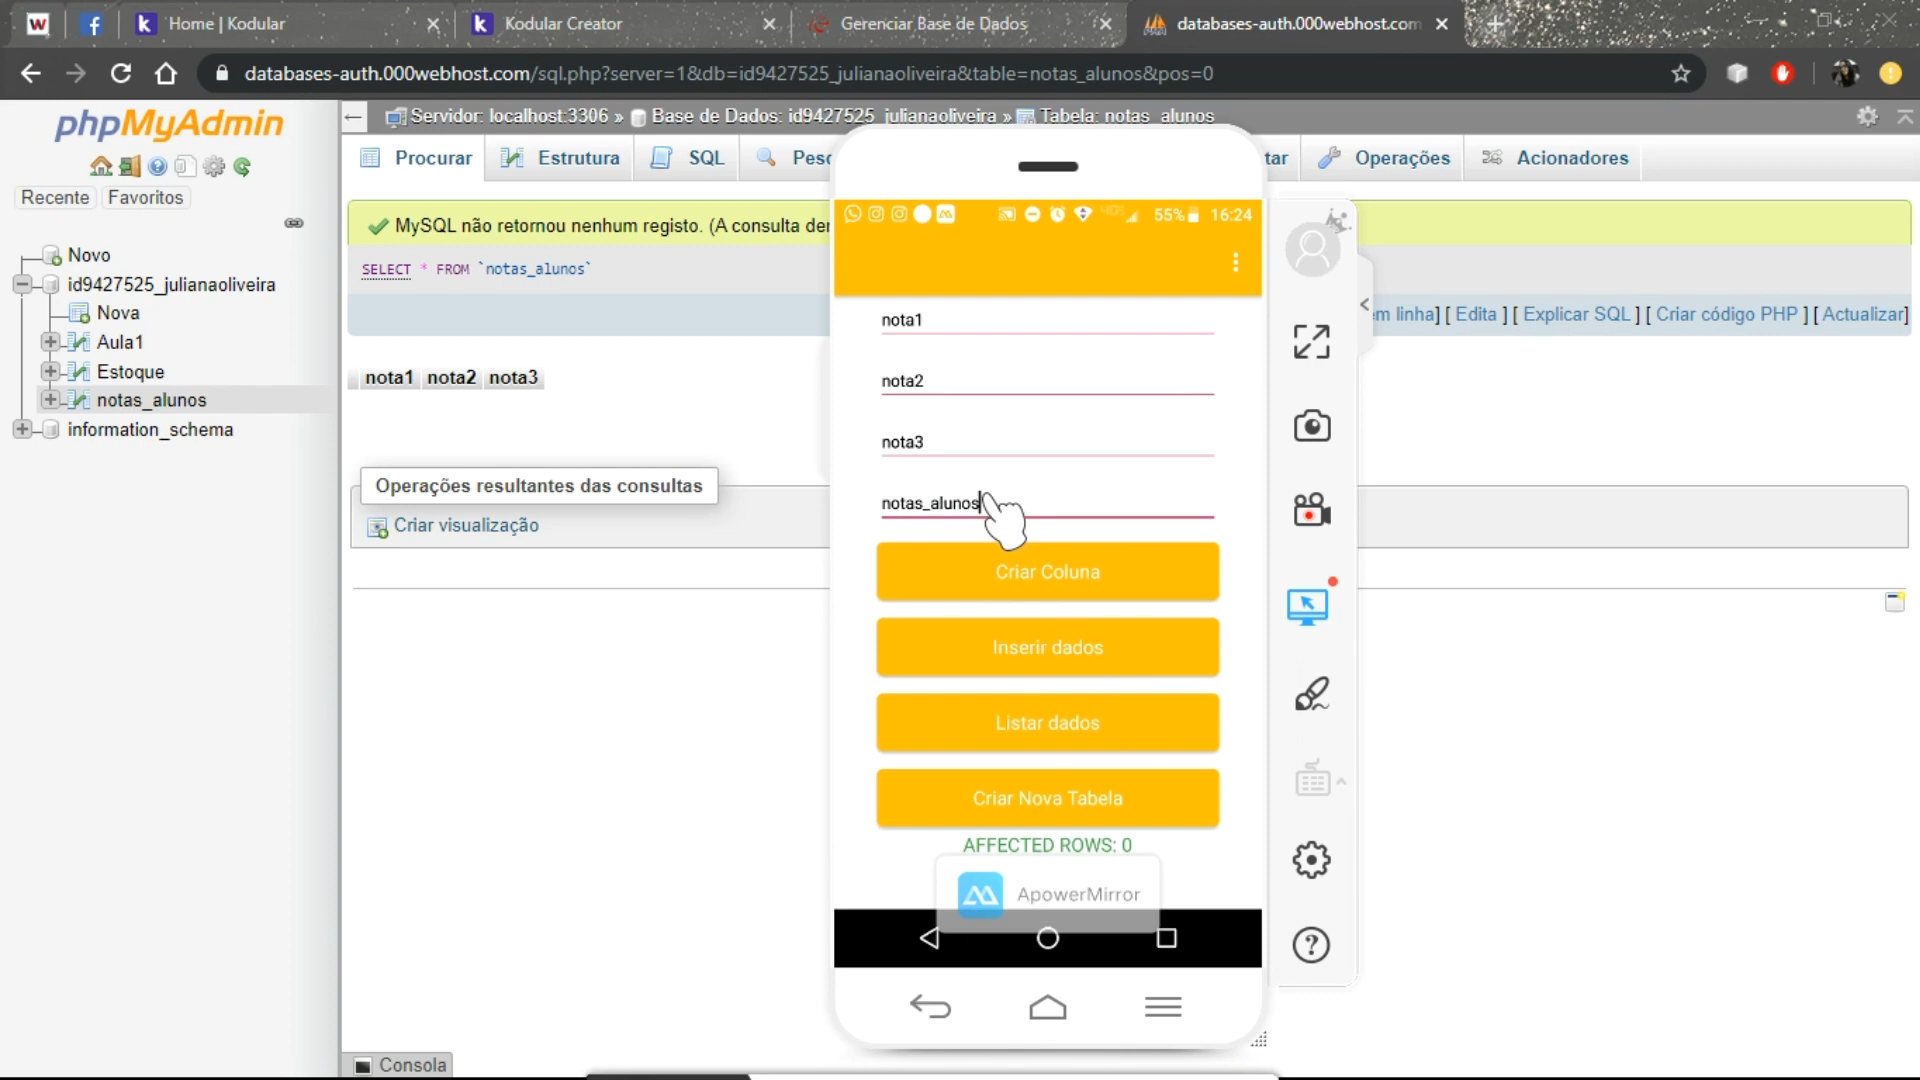 W
Home | Kodular
Kodular Creator
Gerenciar Base de Dados
databases-auth.000webhost.com
databases-auth.000webhost.com/sql.php?server=1&db=id9427525_julianaoliveira&table=notas_alunos&pos=0
phpMyAdmin
Recente Favoritos
Novo
id9427525_julianaoliveira
Nova
Aula1
Estoque
notas_alunos
information_schema
Servidor: localhost:3306 » Base de Dados: id9427525_julianaoliveira » Tabela: notas_alunos
Procurar Estrutura SQL Pesq tar Operações Acionadores
MySQL não retornou nenhum registo. (A consulta der
SELECT * FROM `notas_alunos`
em linha] [ Edita ] [ Explicar SQL ] [ Criar código PHP ] [ Actualizar]
nota1 nota2 nota3
Operações resultantes das consultas
Criar visualização
Consola
55% 16:24
nota1
nota2
nota3
notas_alunos
Criar Coluna
Inserir dados
Listar dados
Criar Nova Tabela
AFFECTED ROWS: 0
ApowerMirror